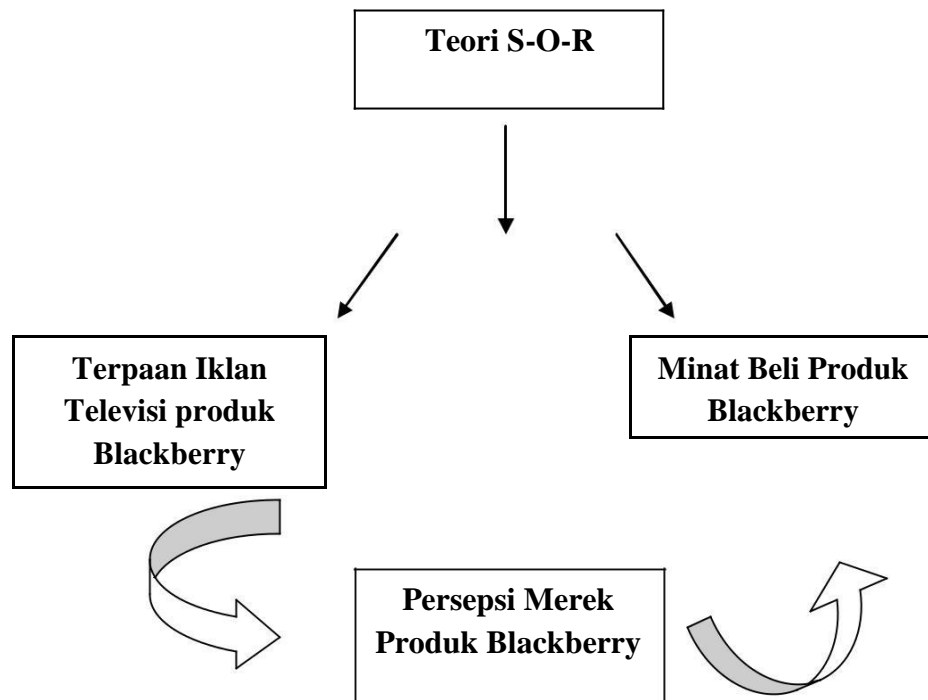 Teori S-O-R
Terpaan Iklan
Televisi produk
Blackberry
Minat Beli Produk
Blackberry
Persepsi Merek
Produk Blackberry